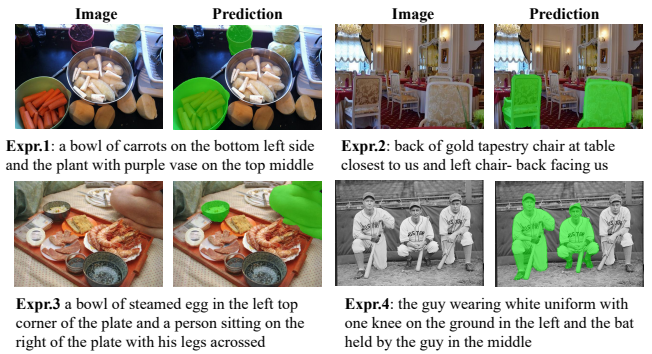 Image Prediction Image Prediction
Expr.1: a bowl of carrots on the bottom left side
and the plant with purple vase on the top middle
Expr.2: back of gold tapestry chair at table
closest to us and left chair- back facing us
Expr.3 a bowl of steamed egg in the left top
corner of the plate and a person sitting on the
right of the plate with his legs acrossed
Expr.4: the guy wearing white uniform with
one knee on the ground in the left and the bat
held by the guy in the middle